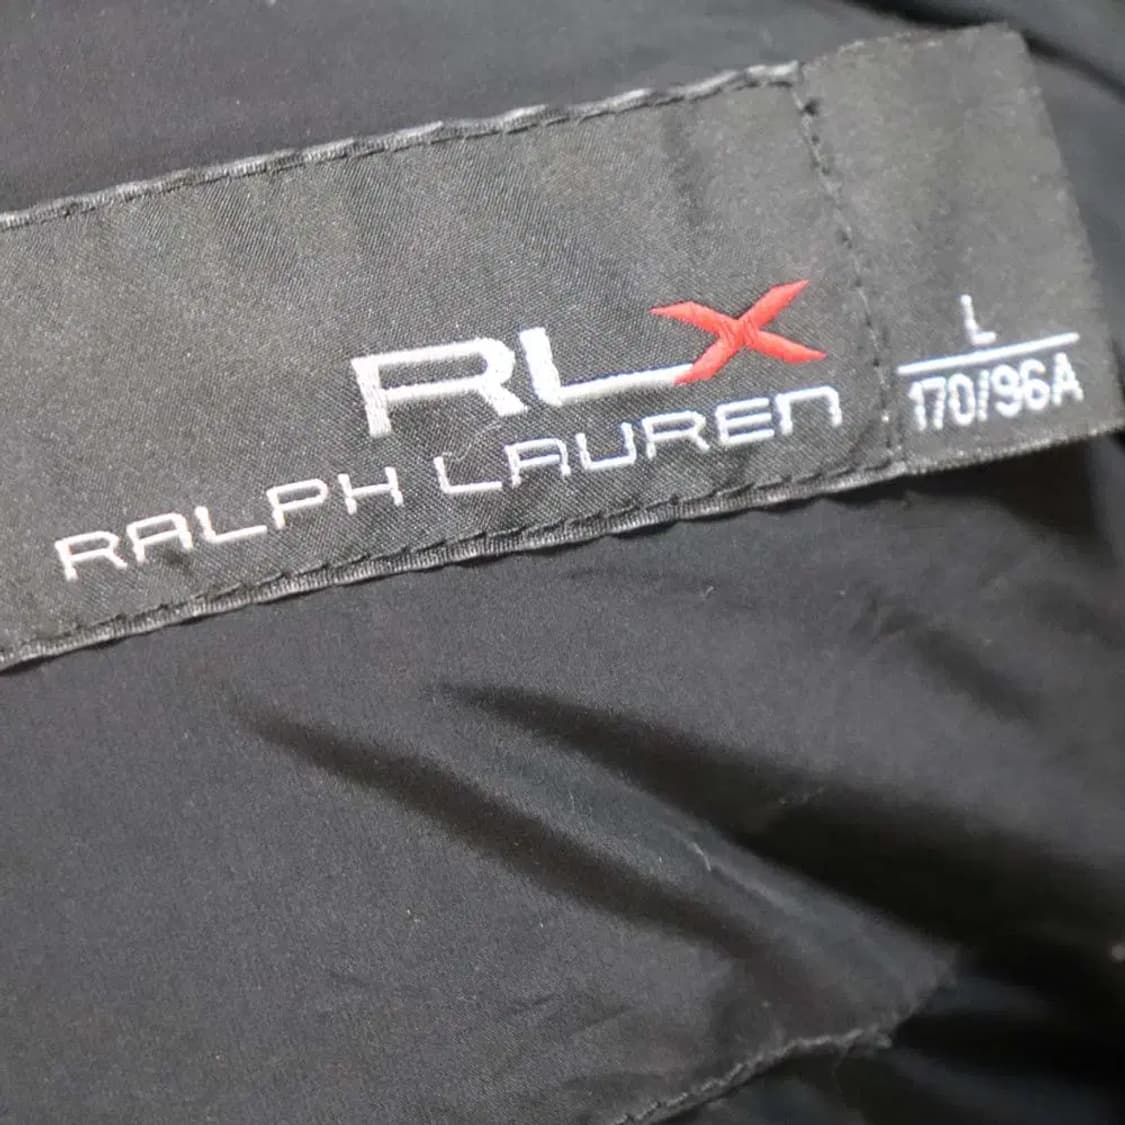 RLX
RALPH LAUREN
L
170/96A